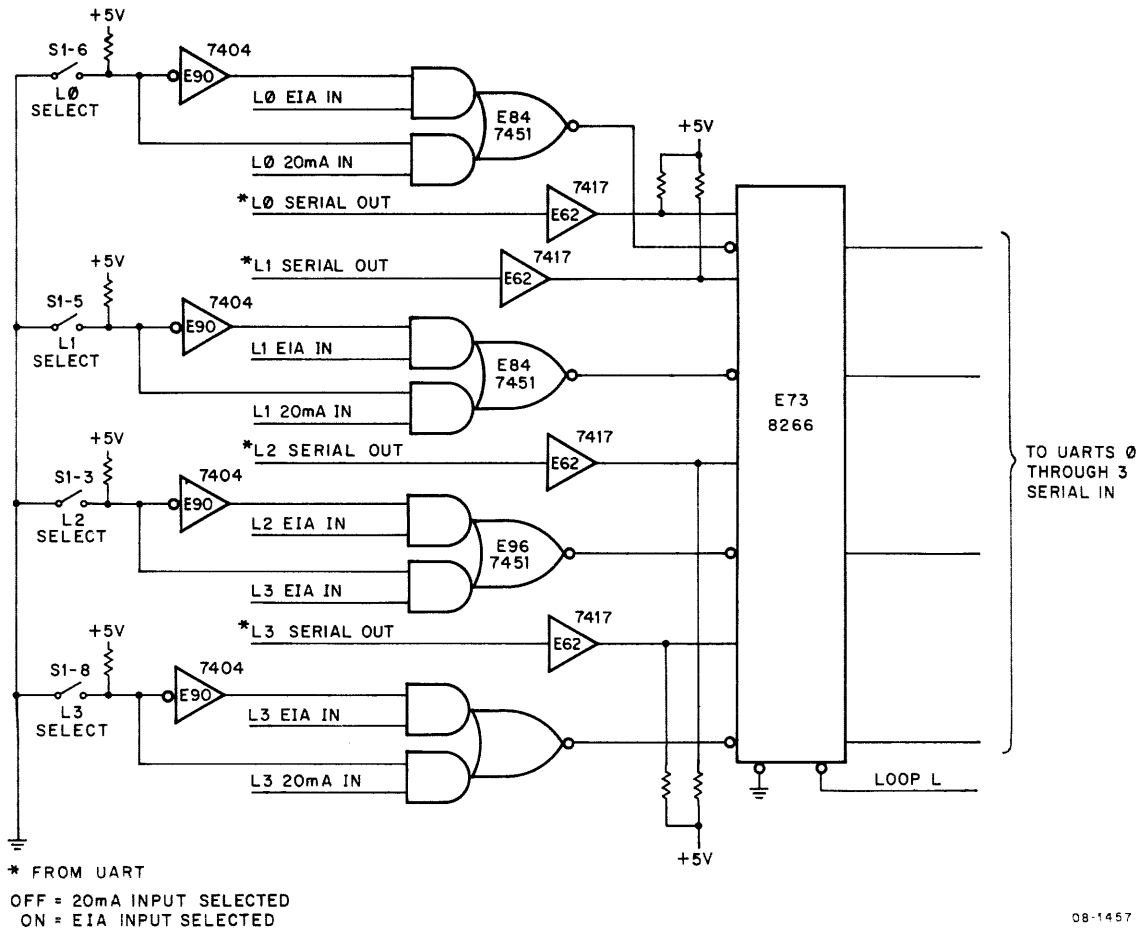 +5V
S1-6
LØ
SELECT
7404
E90
LØ EIA IN
LØ 20mA IN
E84
7451
*LØ SERIAL OUT
7417
E62
+5V
*L1 SERIAL OUT
7417
E62
+5V
S1-5
L1
SELECT
7404
E90
L1 EIA IN
L1 20mA IN
E84
7451
E73
8266
*L2 SERIAL OUT
7417
E62
TO UARTS Ø
THROUGH 3
SERIAL IN
+5V
S1-3
L2
SELECT
7404
E90
L2 EIA IN
L3 EIA IN
E96
7451
*L3 SERIAL OUT
7417
E62
+5V
S1-8
L3
SELECT
7404
E90
L3 EIA IN
L3 20mA IN
LOOP L
+5V
* FROM UART
OFF = 20mA INPUT SELECTED
ON = EIA INPUT SELECTED
08-1457